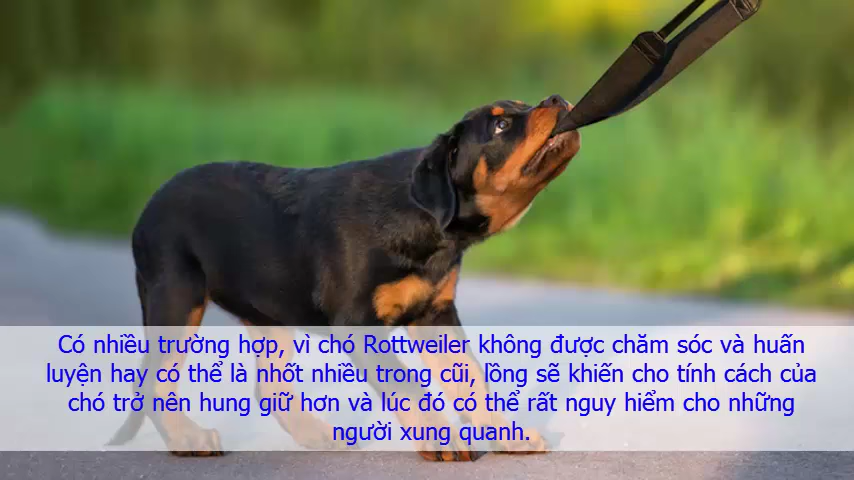 Có nhiều trường hợp, vì chó Rottweiler không được chăm sóc và huấn
luyện hay có thể là nhốt nhiều trong cũi, lồng sẽ khiến cho tính cách của
chó trở nên hung giữ hơn và lúc đó có thể rất nguy hiểm cho những
người xung quanh.